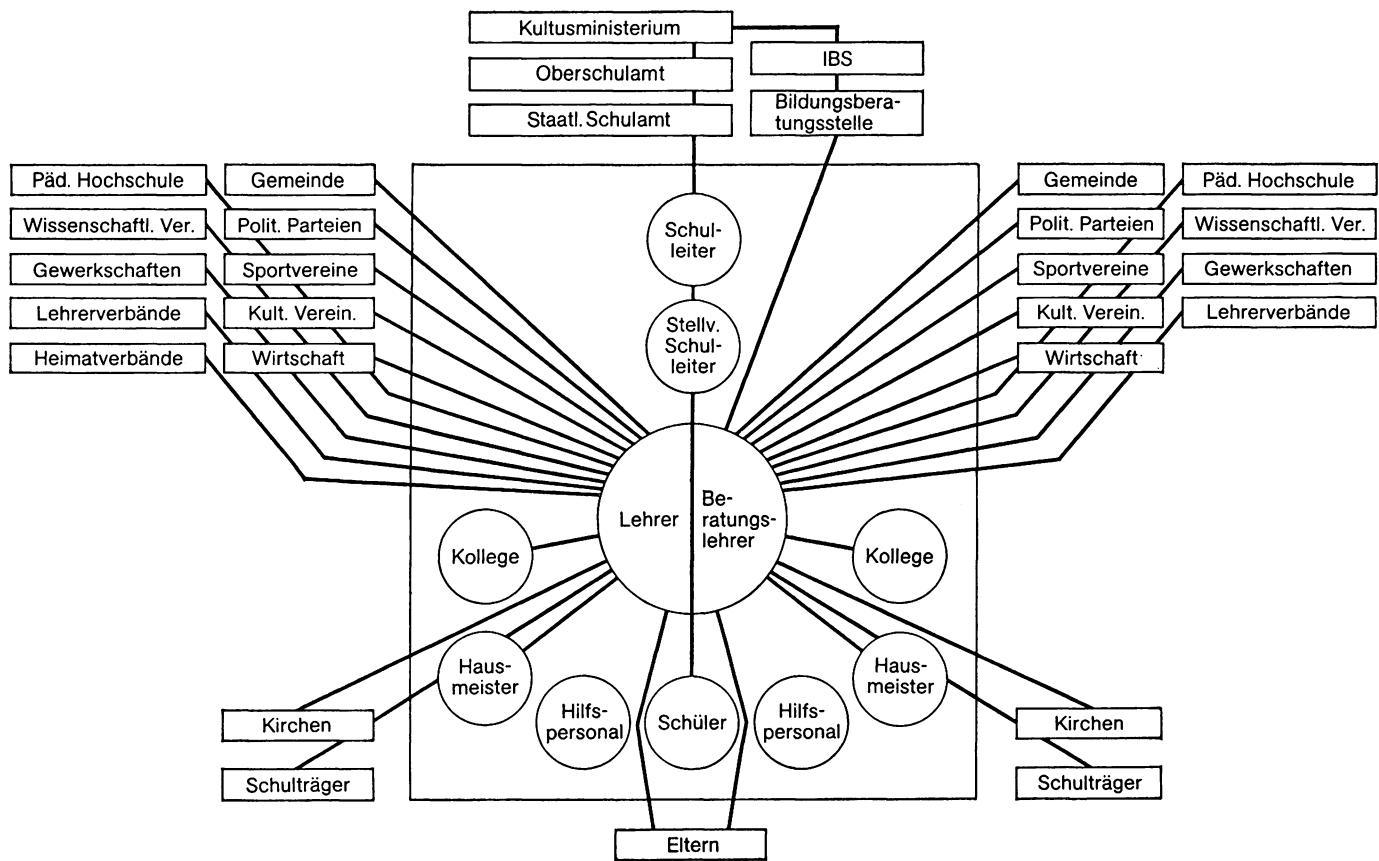 Kultusministerium
IBS
Oberschulamt
Bildungsbera-
tungsstelle
Staatl. Schulamt
Päd. Hochschule
Gemeinde
Gemeinde
Päd. Hochschule
Wissenschaftl. Ver.
Polit. Parteien
Schul-
leiter
Polit. Parteien
Wissenschaftl. Ver.
Gewerkschaften
Sportvereine
Sportvereine
Gewerkschaften
Lehrerverbände
Kult. Verein.
Stellv.
Schul-
leiter
Kult. Verein.
Lehrerverbände
Heimatverbände
Wirtschaft
Wirtschaft
Lehrer
Be-
ratungs-
lehrer
Kollege
Kollege
Haus-
meister
Haus-
meister
Hilfs-
personal
Schüler
Hilfs-
personal
Kirchen
Kirchen
Schulträger
Schulträger
Eltern